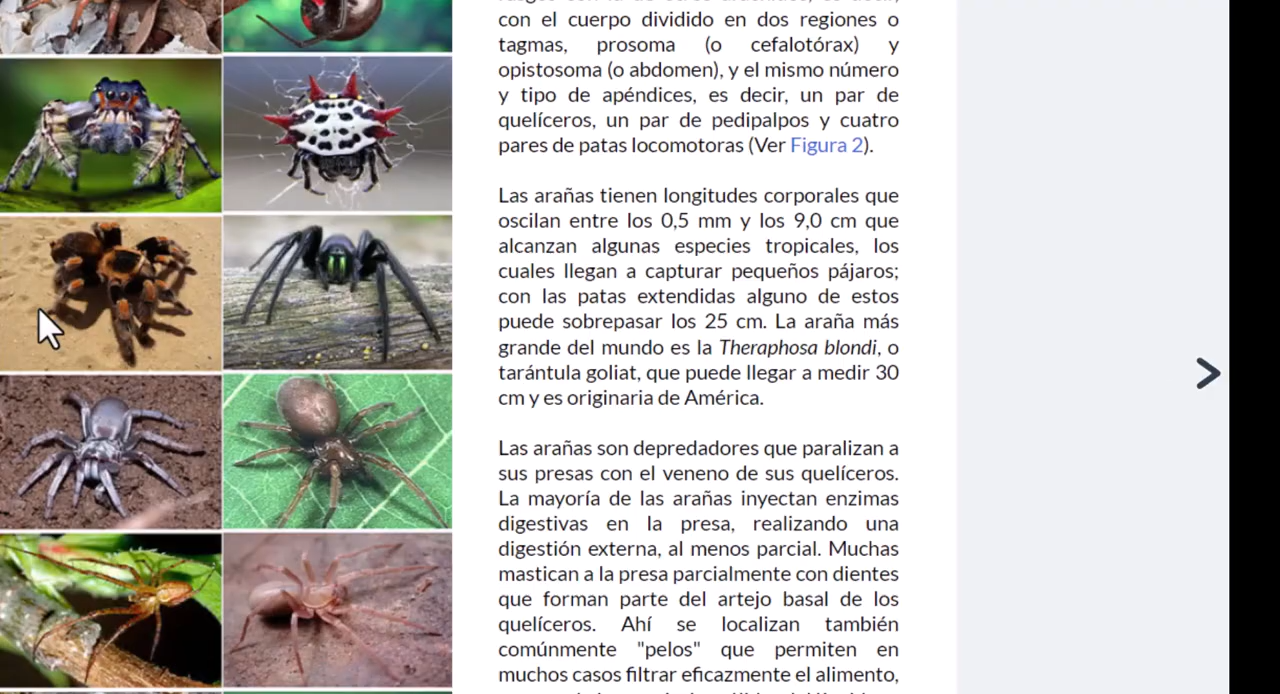 con el cuerpo dividido en dos regiones o
tagmas, prosoma (o cefalotórax) y
opistosoma (o abdomen), y el mismo número
y tipo de apéndices, es decir, un par de
quelíceros, un par de pedipalpos y cuatro
pares de patas locomotoras (Ver Figura 2).
Las arañas tienen longitudes corporales que
oscilan entre los 0,5 mm y los 9,0 cm que
alcanzan algunas especies tropicales, los
cuales llegan a capturar pequeños pájaros;
con las patas extendidas alguno de estos
puede sobrepasar los 25 cm. La araña más
grande del mundo es la Theraphosa blondi, o
tarántula goliat, que puede llegar a medir 30
cm y es originaria de América.
Las arañas son depredadores que paralizan a
sus presas con el veneno de sus quelíceros.
La mayoría de las arañas inyectan enzimas
digestivas en la presa, realizando una
digestión externa, al menos parcial. Muchas
mastican a la presa parcialmente con dientes
que forman parte del artejo basal de los
quelíceros. Ahí se localizan también
comúnmente "pelos" que permiten en
muchos casos filtrar eficazmente el alimento,